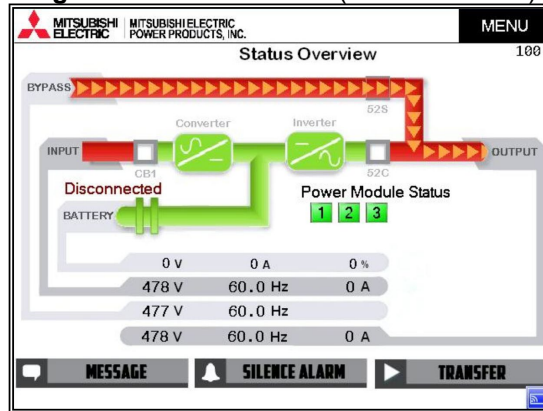 MITSUBISHI ELECTRIC
MITSUBISHI ELECTRIC POWER PRODUCTS, INC.
MENU
Status Overview
100
BYPASS
52S
Converter
Inverter
INPUT
OUTPUT
CB1
52C
Disconnected
Power Module Status
BATTERY
1 2 3
0 V 0 A 0 %
478 V 60.0 Hz 0 A
477 V 60.0 Hz
478 V 60.0 Hz 0 A
MESSAGE
SILENCE ALARM
TRANSFER